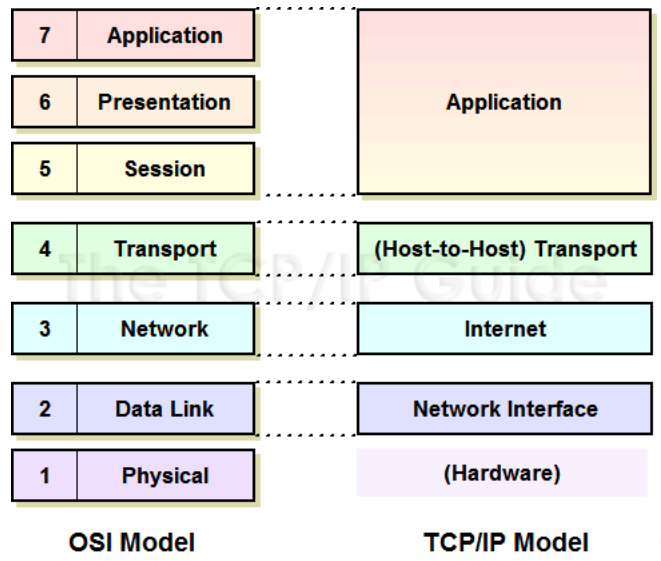 7 Application
6 Presentation
5 Session
Application
4 Transport
(Host-to-Host) Transport
The TCP/IP Guide
3 Network
Internet
2 Data Link
Network Interface
1 Physical
(Hardware)
OSI Model
TCP/IP Model